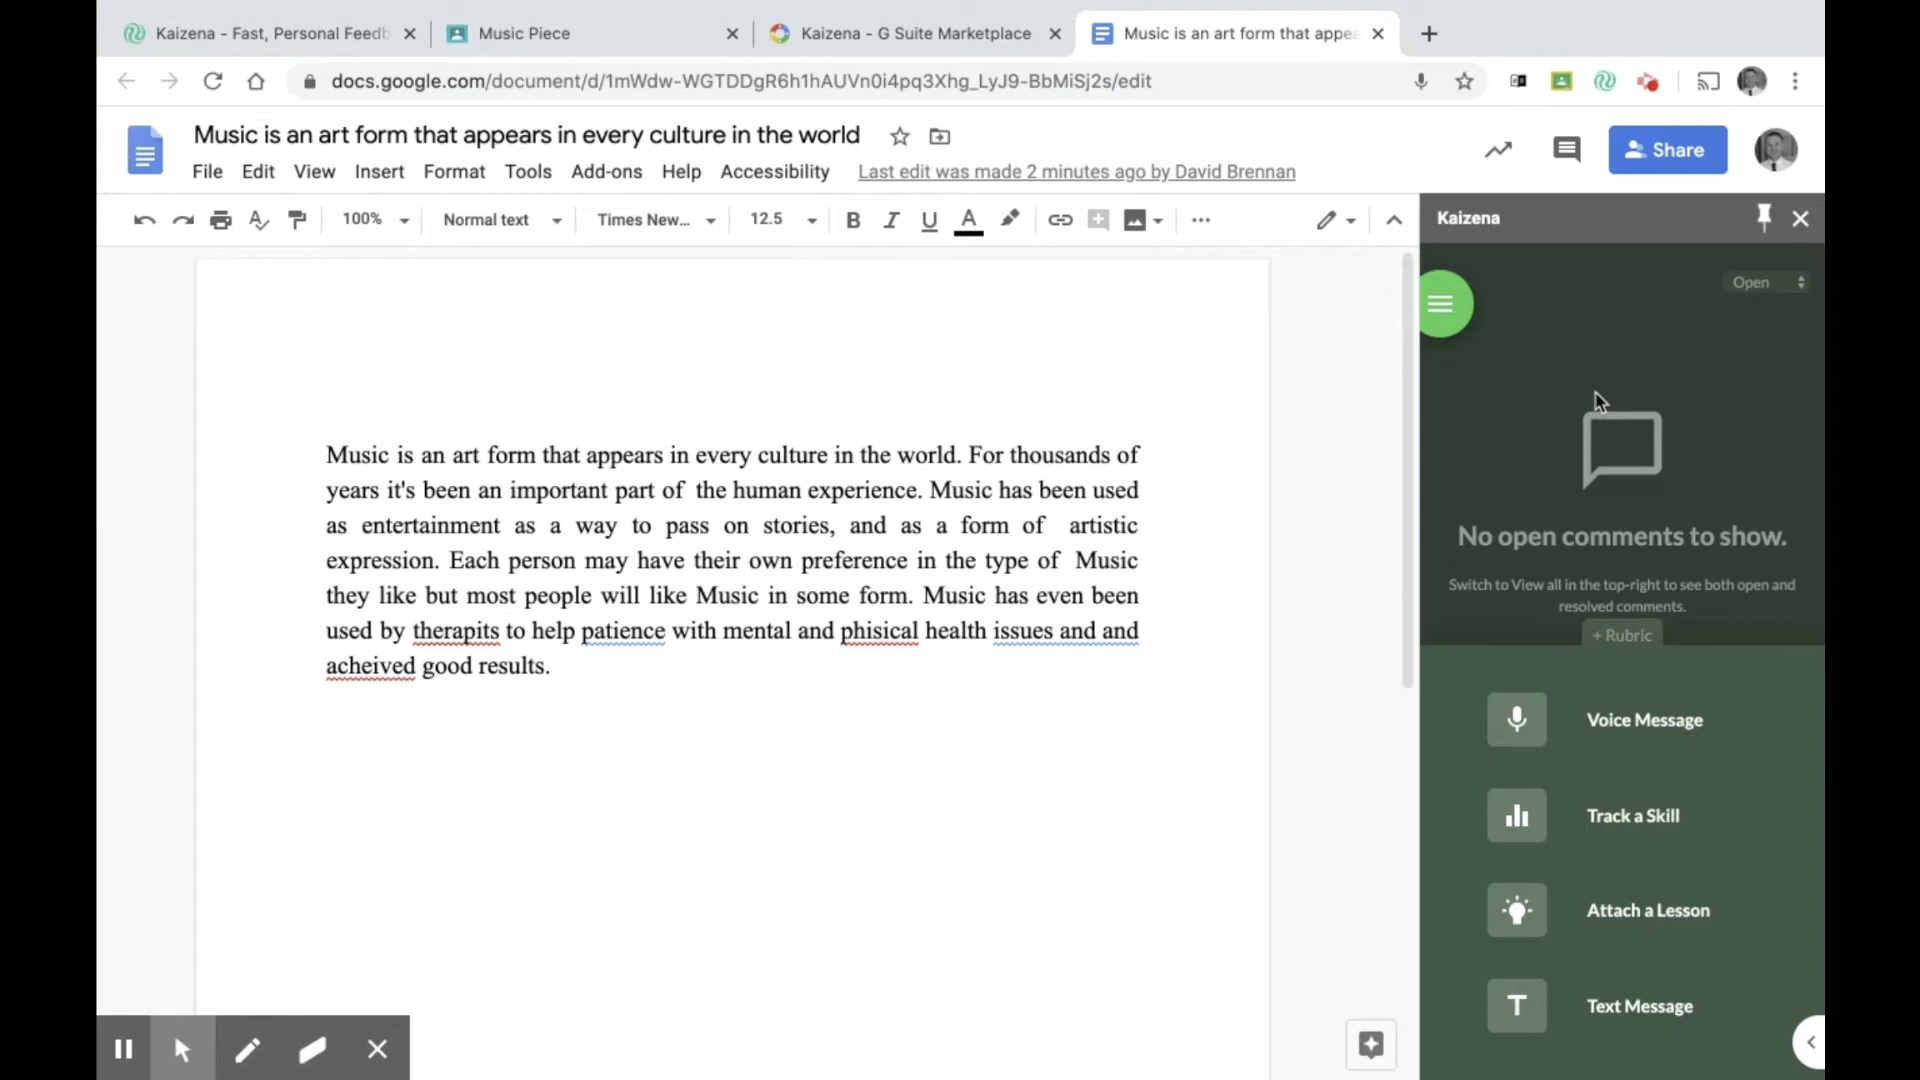 Kaizena - Fast, Personal Feedb
Music Piece
Kaizena - G Suite Marketplace
Music is an art form that appea
docs.google.com/document/d/1mWdw-WGTDDgR6h1hAUVn0i4pq3Xhg_LyJ9-BbMiSj2s/edit
Music is an art form that appears in every culture in the world
Share
File Edit View Insert Format Tools Add-ons Help Accessibility Last edit was made 2 minutes ago by David Brennan
100% Normal text Times New... 12.5 B I U A
Kaizena
Open
Music is an art form that appears in every culture in the world. For thousands of
years it's been an important part of the human experience. Music has been used
as entertainment as a way to pass on stories, and as a form of artistic
expression. Each person may have their own preference in the type of Music
they like but most people will like Music in some form. Music has even been
used by therapits to help patience with mental and phisical health issues and and
acheived good results.
No open comments to show.
Switch to View all in the top-right to see both open and
resolved comments.
+ Rubric
Voice Message
Track a Skill
Attach a Lesson
T Text Message